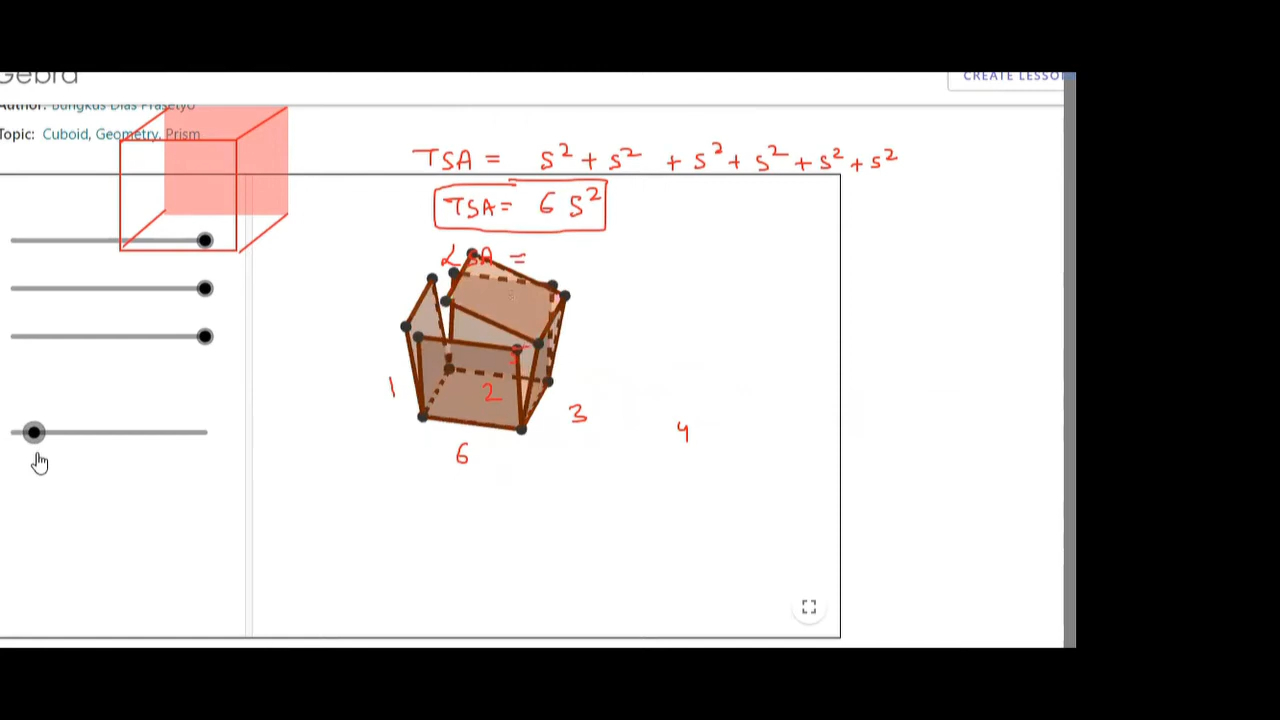 GeBra
CREATE LESSO
Author: Bungkus Dias Prasetyo
Topic: Cuboid, Geometry, Prism
TSA = s² + s² + s² + s² + s² + s²
TSA = 6 s²
LSA =
5
1
2
3
4
6